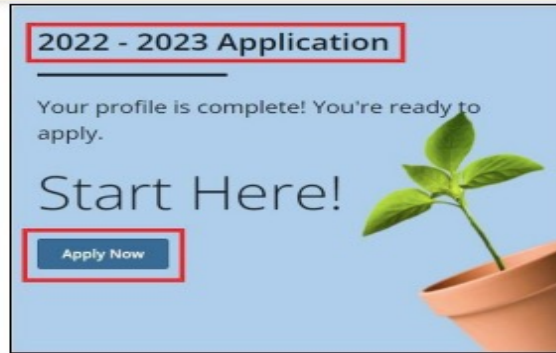 2022 - 2023 Application
Your profile is complete! You're ready to
apply.
Start Here!
Apply Now